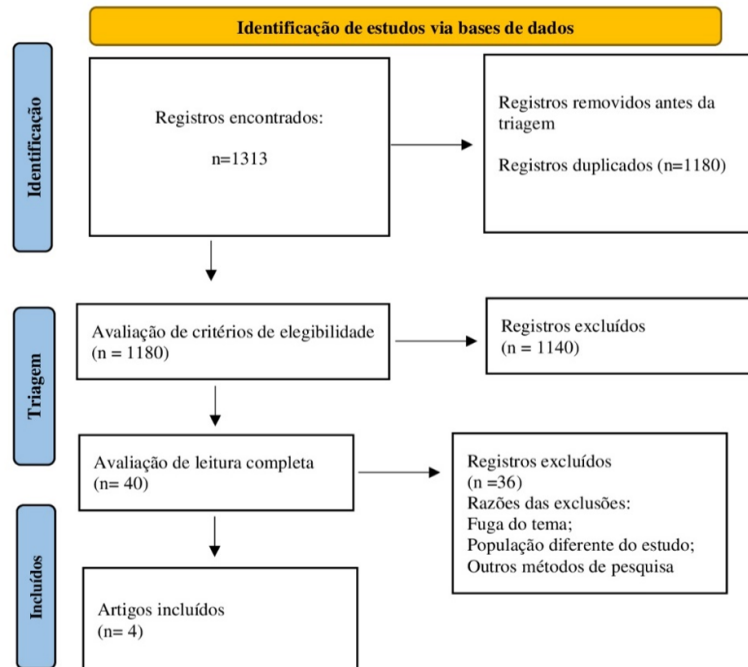 Identificação de estudos via bases de dados
Identificação
Registros encontrados:
n=1313
Registros removidos antes da
triagem
Registros duplicados (n=1180)
Triagem
Avaliação de critérios de elegibilidade
(n = 1180)
Registros excluídos
(n = 1140)
Avaliação de leitura completa
(n= 40)
Registros excluídos
(n =36)
Razões das exclusões:
Fuga do tema;
População diferente do estudo;
Outros métodos de pesquisa
Incluídos
Artigos incluídos
(n= 4)